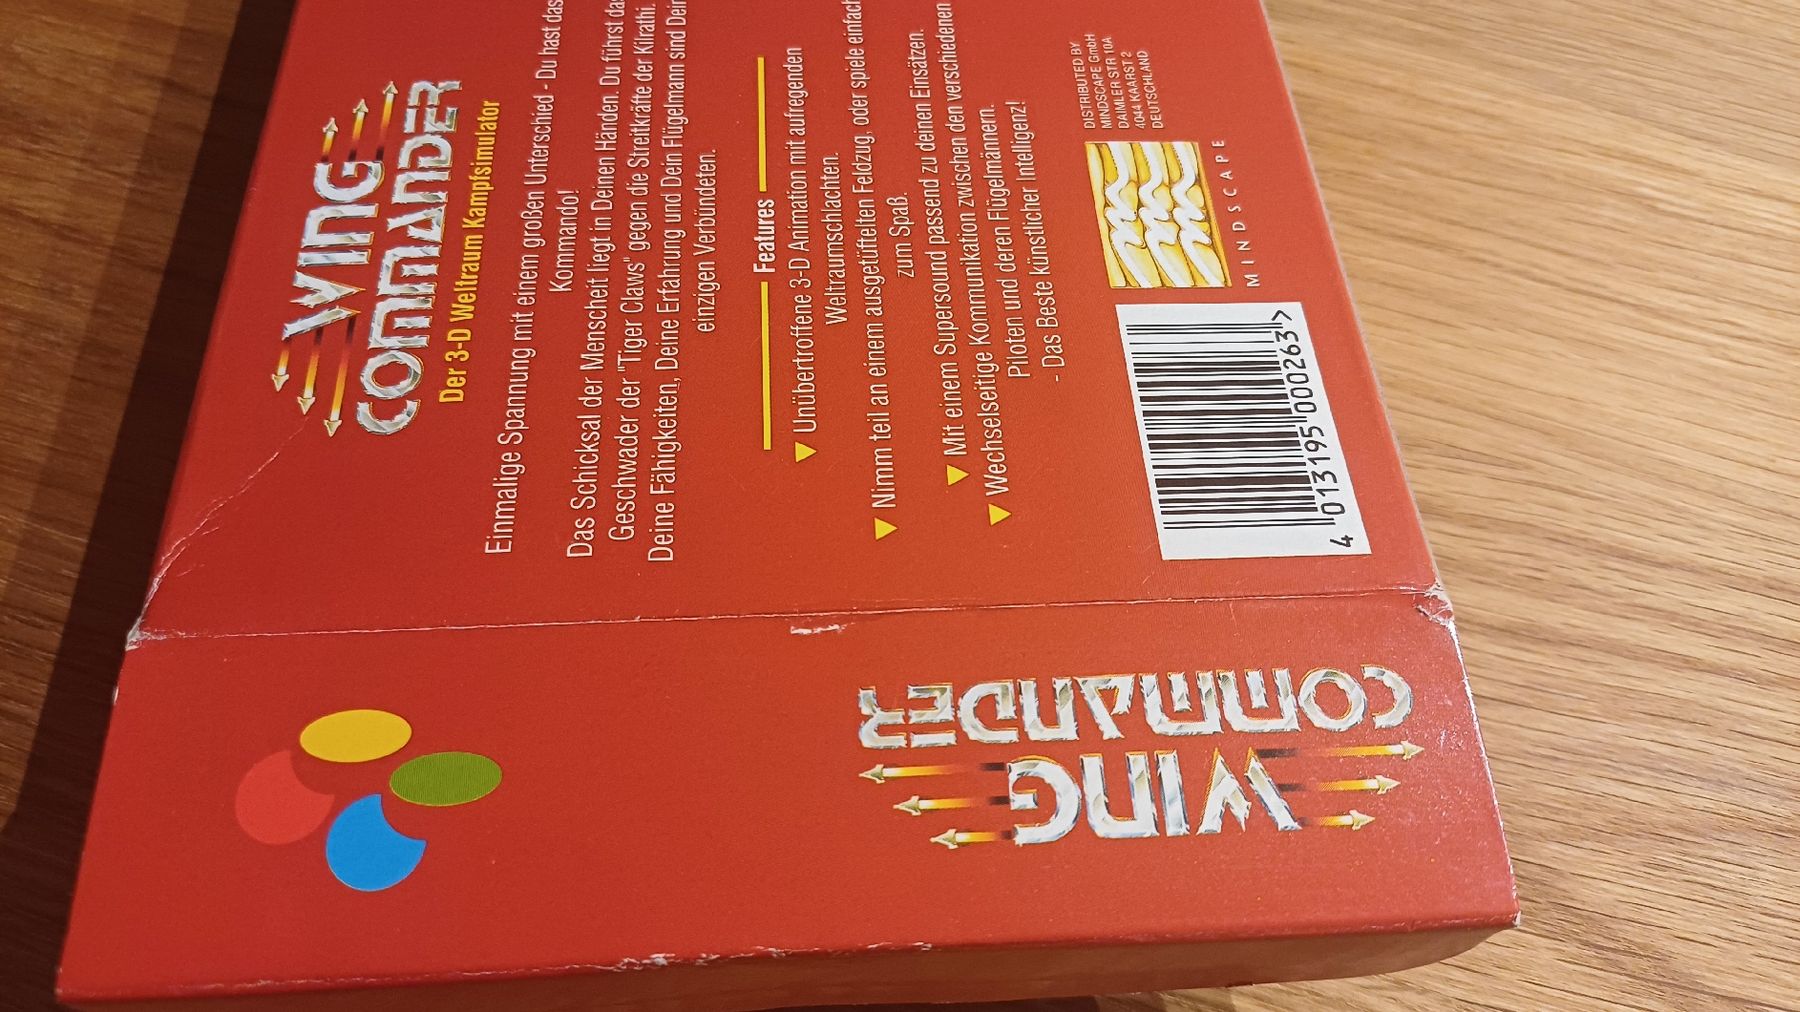 WING
COMMANDER
Der 3-D Weltraum Kampfsimulator
Einmalige Spannung mit einem großen Unterschied - Du hast das
Kommando!
Das Schicksal der Menscheit liegt in Deinen Händen. Du führst das
Geschwader der "Tiger Claws" gegen die Streitkräfte der Kilrathi.
Deine Fähigkeiten, Deine Erfahrung und Dein Flügelmann sind Dein
einzigen Verbündeten.
Features
Unübertroffene 3-D Animation mit aufregenden
Weltraumschlachten.
Nimm teil an einem ausgetüftelten Feldzug, oder spiele einfach
zum Spaß.
Mit einem Supersound passend zu deinen Einsätzen.
Wechselseitige Kommunikation zwischen den verschiedenen
Piloten und deren Flügelmännern.
- Das Beste künstlicher Intelligenz!
4 013195 000263>
MINDSCAPE
DISTRIBUTED BY
MINDSCAPE GmbH
DAIMLER STR 10A
4044 KAARST 2
DEUTSCHLAND
WING
COMMANDER